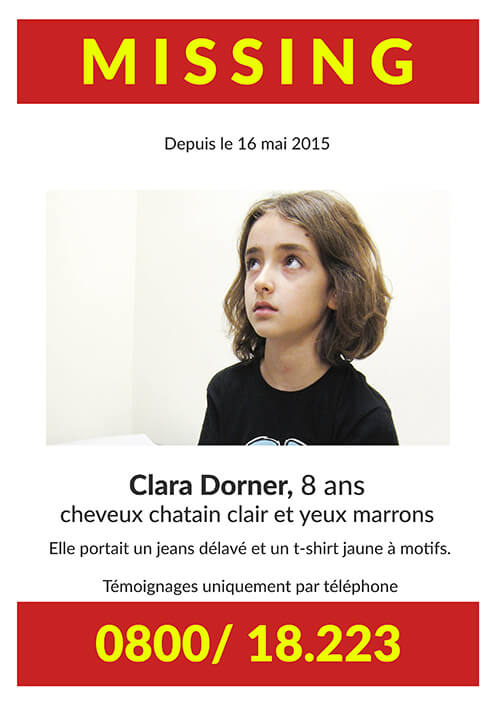 MISSING
Depuis le 16 mai 2015
Clara Dorner, 8 ans
cheveux chatain clair et yeux marrons
Elle portait un jeans délavé et un t-shirt jaune à motifs.
Témoignages uniquement par téléphone
0800/ 18.223